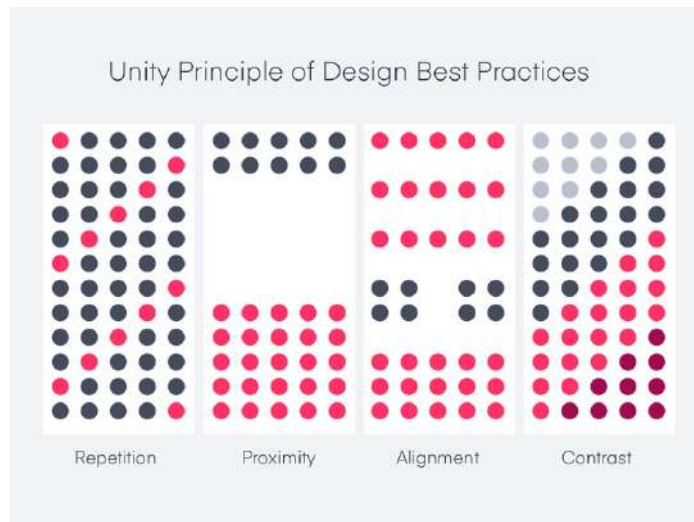 Unity Principle of Design Best Practices
Repetition
Proximity
Alignment
Contrast